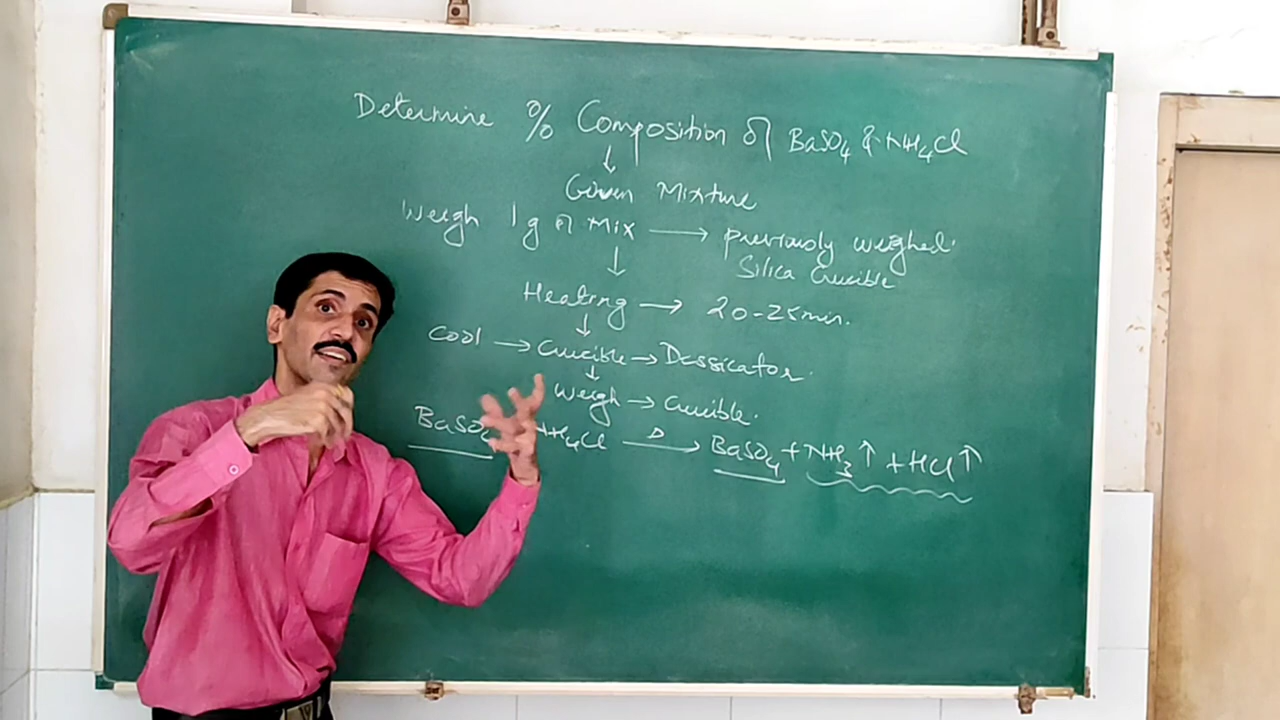 Determine % Composition of BaSO4 & NH4Cl
↓
Given Mixture
Weigh 1g of Mix → previously weighed.
Silica Crucible
↓
Heating → 20-25min.
↓
Cool → Crucible → Dessicator.
↓
Weigh → Crucible.
BaSO4 NH4Cl Δ→ BaSO4 + NH3↑ + HCl↑